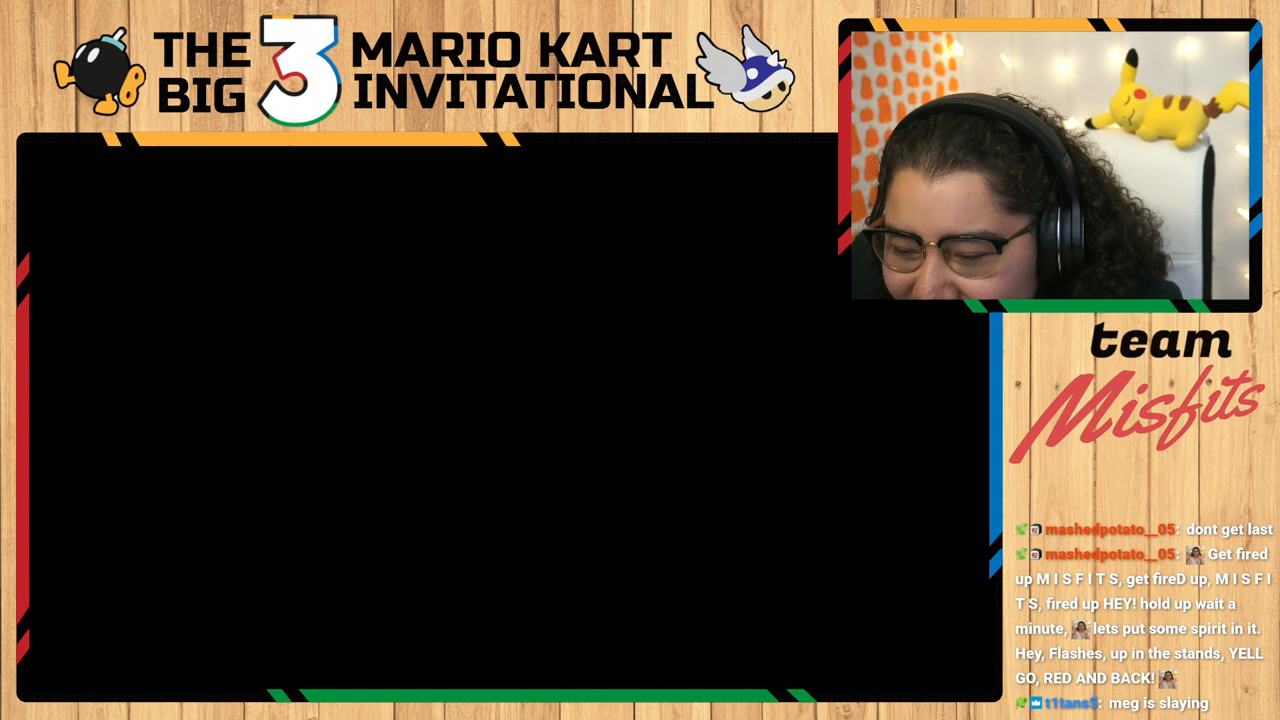 THE BIG 3 MARIO KART INVITATIONAL
team
Misfits
mashedpotato__05: dont get last
mashedpotato__05: Get fired
up M I S F I T S, get fireD up, M I S F I
T S, fired up HEY! hold up wait a
minute, lets put some spirit in it.
Hey, Flashes, up in the stands, YELL
GO, RED AND BACK!
t1tans5: meg is slaying